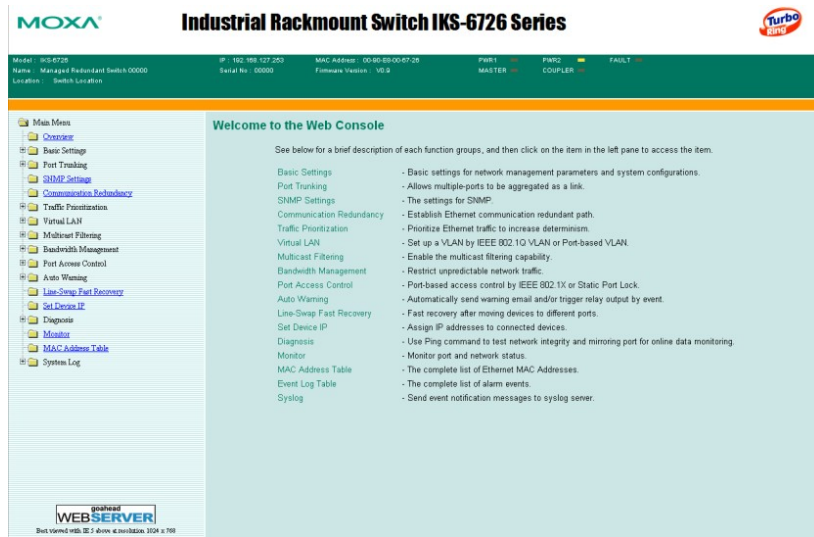 MOXA®
Industrial Rackmount Switch IKS-6726 Series
Turbo Ring
Model : IKS-6726
IP : 192.168.127.253
MAC Address : 00-90-E8-00-67-26
PWR1
PWR2
FAULT
Name : Managed Redundant Switch 00000
Serial No : 00000
Firmware Version : V0.9
MASTER
COUPLER
Location : Switch Location
Main Menu
Overview
Basic Settings
Port Trunking
SNMP Settings
Communication Redundancy
Traffic Prioritization
Virtual LAN
Multicast Filtering
Bandwidth Management
Port Access Control
Auto Warning
Line-Swap Fast Recovery
Set Device IP
Diagnosis
Monitor
MAC Address Table
System Log
goahead
WEBSERVER
Best viewed with IE 5 above at resolution 1024 x 768
Welcome to the Web Console
See below for a brief description of each function groups, and then click on the item in the left pane to access the item.
Basic Settings - Basic settings for network management parameters and system configurations.
Port Trunking - Allows multiple-ports to be aggregated as a link.
SNMP Settings - The settings for SNMP.
Communication Redundancy - Establish Ethernet communication redundant path.
Traffic Prioritization - Prioritize Ethernet traffic to increase determinism.
Virtual LAN - Set up a VLAN by IEEE 802.1Q VLAN or Port-based VLAN.
Multicast Filtering - Enable the multicast filtering capability.
Bandwidth Management - Restrict unpredictable network traffic.
Port Access Control - Port-based access control by IEEE 802.1X or Static Port Lock.
Auto Warning - Automatically send warning email and/or trigger relay output by event.
Line-Swap Fast Recovery - Fast recovery after moving devices to different ports.
Set Device IP - Assign IP addresses to connected devices.
Diagnosis - Use Ping command to test network integrity and mirroring port for online data monitoring.
Monitor - Monitor port and network status.
MAC Address Table - The complete list of Ethernet MAC Addresses.
Event Log Table - The complete list of alarm events.
Syslog - Send event notification messages to syslog server.